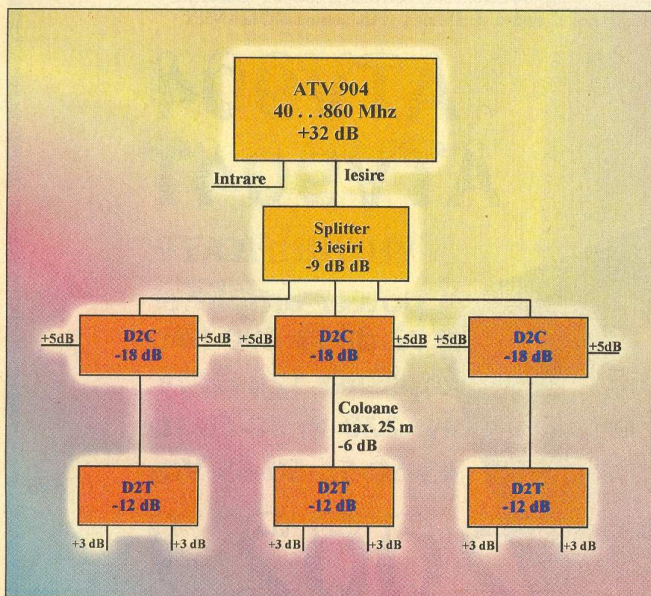 ATV 904
40 . . .860 Mhz
+32 dB
Intrare
Iesire
Splitter
3 iesiri
-9 dB dB
+5dB
D2C
-18 dB
+5dB
+5dB
D2C
-18 dB
+5dB
+5dB
D2C
-18 dB
+5dB
Coloane
max. 25 m
-6 dB
D2T
-12 dB
D2T
-12 dB
D2T
-12 dB
+3 dB
+3 dB
+3 dB
+3 dB
+3 dB
+3 dB